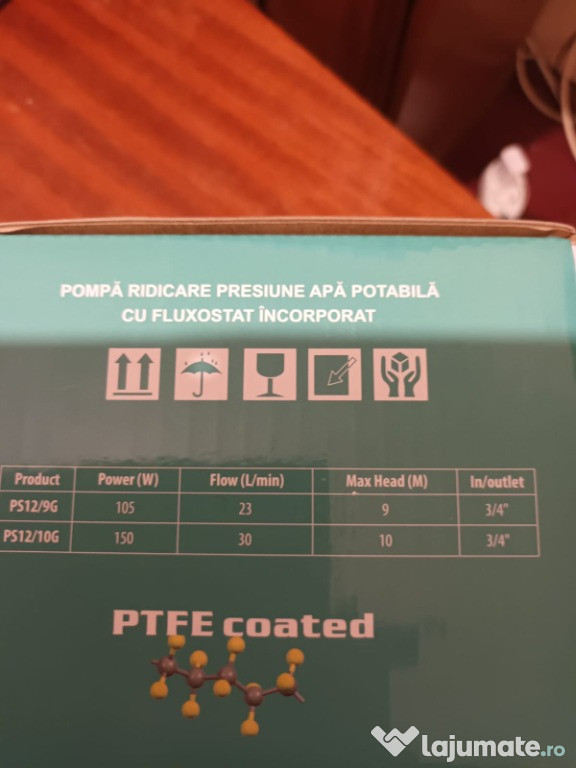 POMPĂ RIDICARE PRESIUNE APĂ POTABILĂ
CU FLUXOSTAT ÎNCORPORAT
Product Power (W) Flow (L/min) Max Head (M) In/outlet
PS12/9G 105 23 9 3/4"
PS12/10G 150 30 10 3/4"
PTFE coated
lajumate.ro